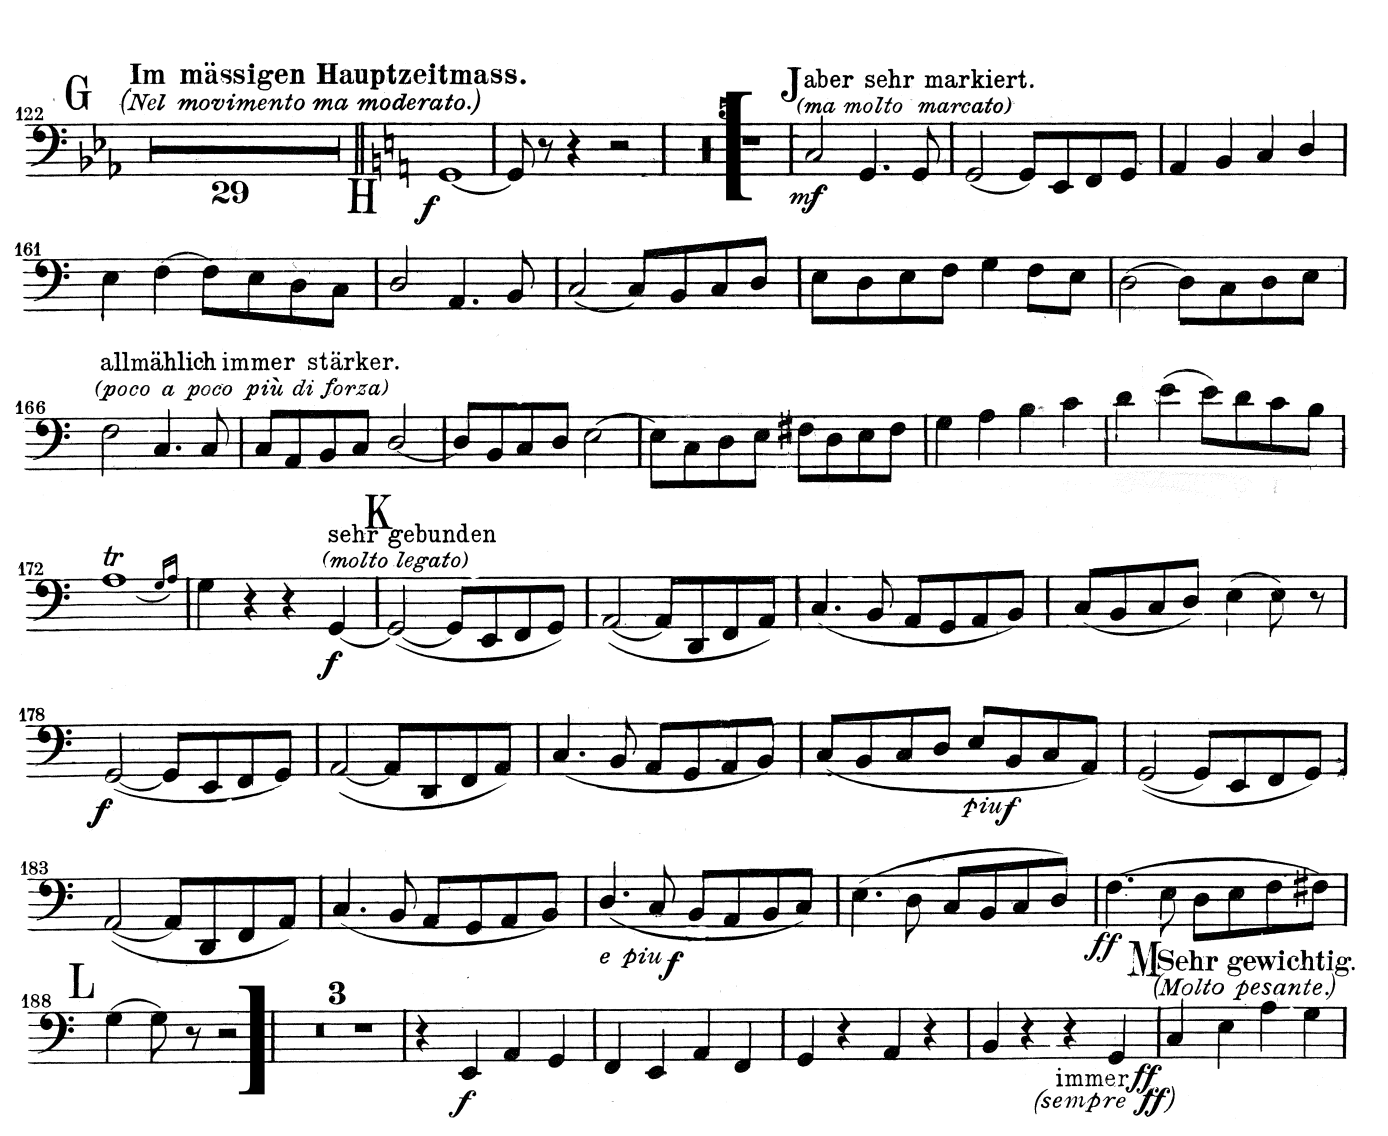 G Im mässigen Hauptzeitmass.
(Nel movimento ma moderato.)
J aber sehr markiert.
(ma molto marcato)
122
29
H
f
5
mf
161
allmählich immer stärker.
(poco a poco più di forza)
166
K
sehr gebunden
(molto legato)
172
tr
f
178
f
piu f
183
e piu f
ff
M Sehr gewichtig.
(Molto pesante.)
L
188
3
f
immer ff
(sempre ff)